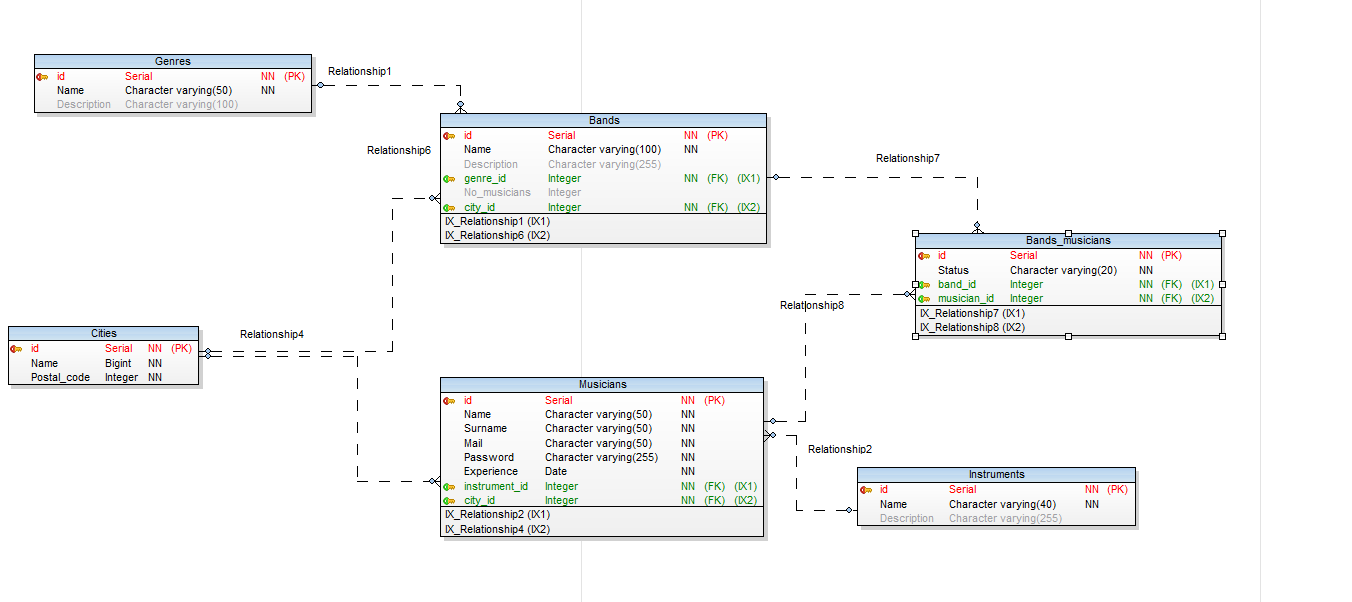 Genres
id Serial NN (PK)
Name Character varying(50) NN
Description Character varying(100)
Relationship1
Bands
id Serial NN (PK)
Name Character varying(100) NN
Description Character varying(255)
genre_id Integer NN (FK) (IX1)
No_musicians Integer
city_id Integer NN (FK) (IX2)
IX_Relationship1 (IX1)
IX_Relationship6 (IX2)
Relationship6
Relationship7
Bands_musicians
id Serial NN (PK)
Status Character varying(20) NN
band_id Integer NN (FK) (IX1)
musician_id Integer NN (FK) (IX2)
IX_Relationship7 (IX1)
IX_Relationship8 (IX2)
Relationship8
Cities
id Serial NN (PK)
Name Bigint NN
Postal_code Integer NN
Relationship4
Musicians
id Serial NN (PK)
Name Character varying(50) NN
Surname Character varying(50) NN
Mail Character varying(50) NN
Password Character varying(255) NN
Experience Date NN
instrument_id Integer NN (FK) (IX1)
city_id Integer NN (FK) (IX2)
IX_Relationship2 (IX1)
IX_Relationship4 (IX2)
Relationship2
Instruments
id Serial NN (PK)
Name Character varying(40) NN
Description Character varying(255)